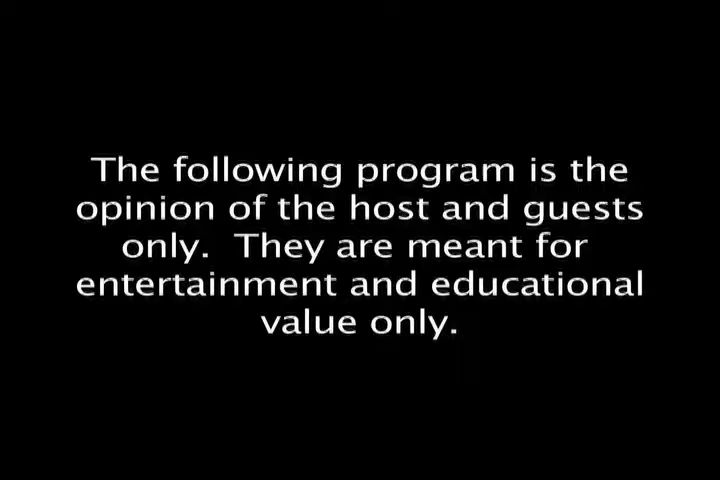 The following program is the
opinion of the host and guests
only.  They are meant for
entertainment and educational
value only.